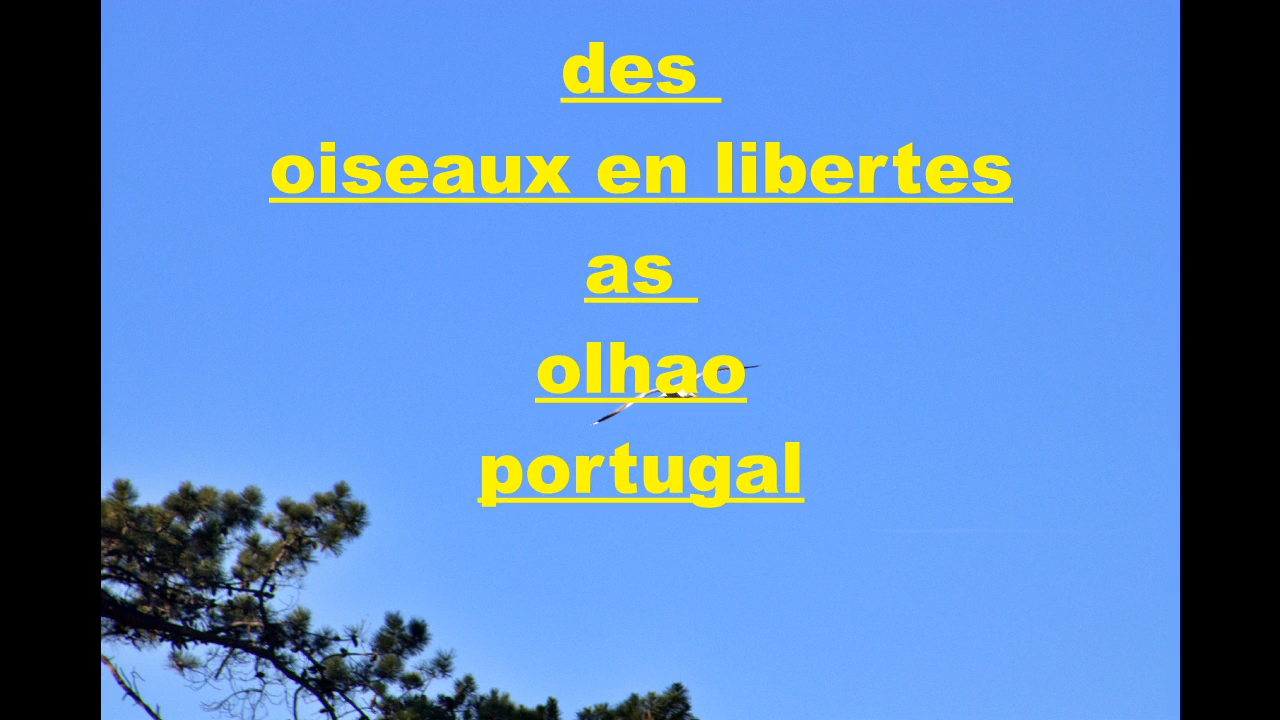 des
oiseaux en libertes
as
olhao
portugal